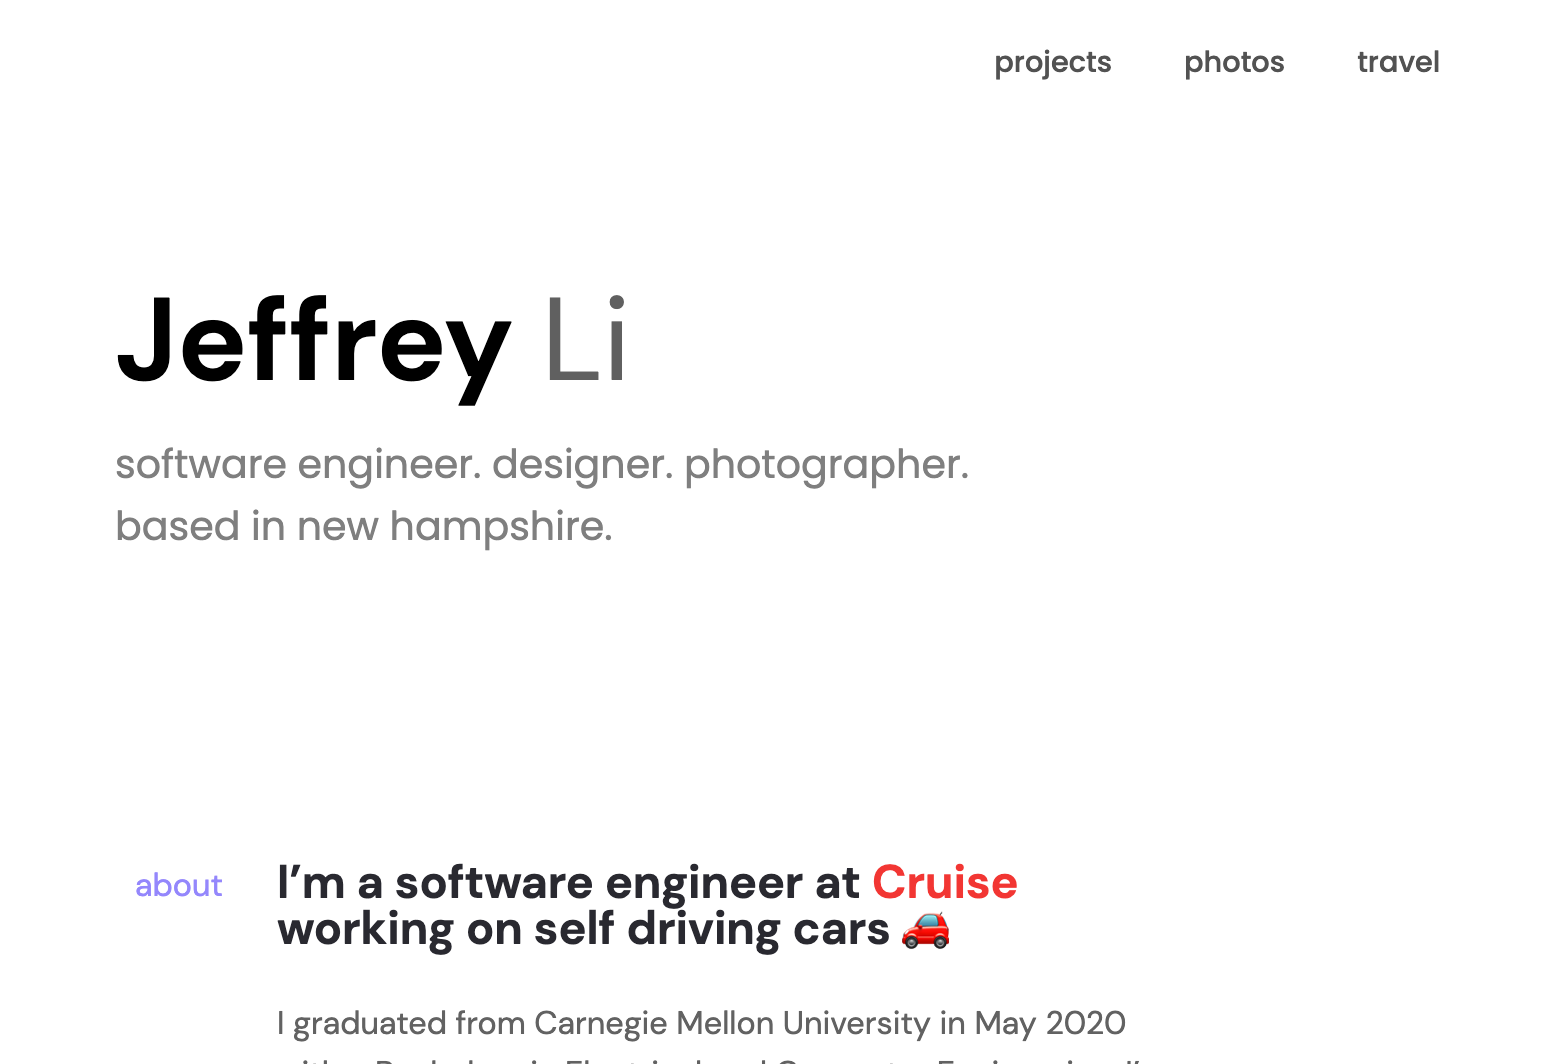 projects photos travel
Jeffrey Li
software engineer. designer. photographer.
based in new hampshire.
about
I’m a software engineer at Cruise
working on self driving cars 🚗
I graduated from Carnegie Mellon University in May 2020